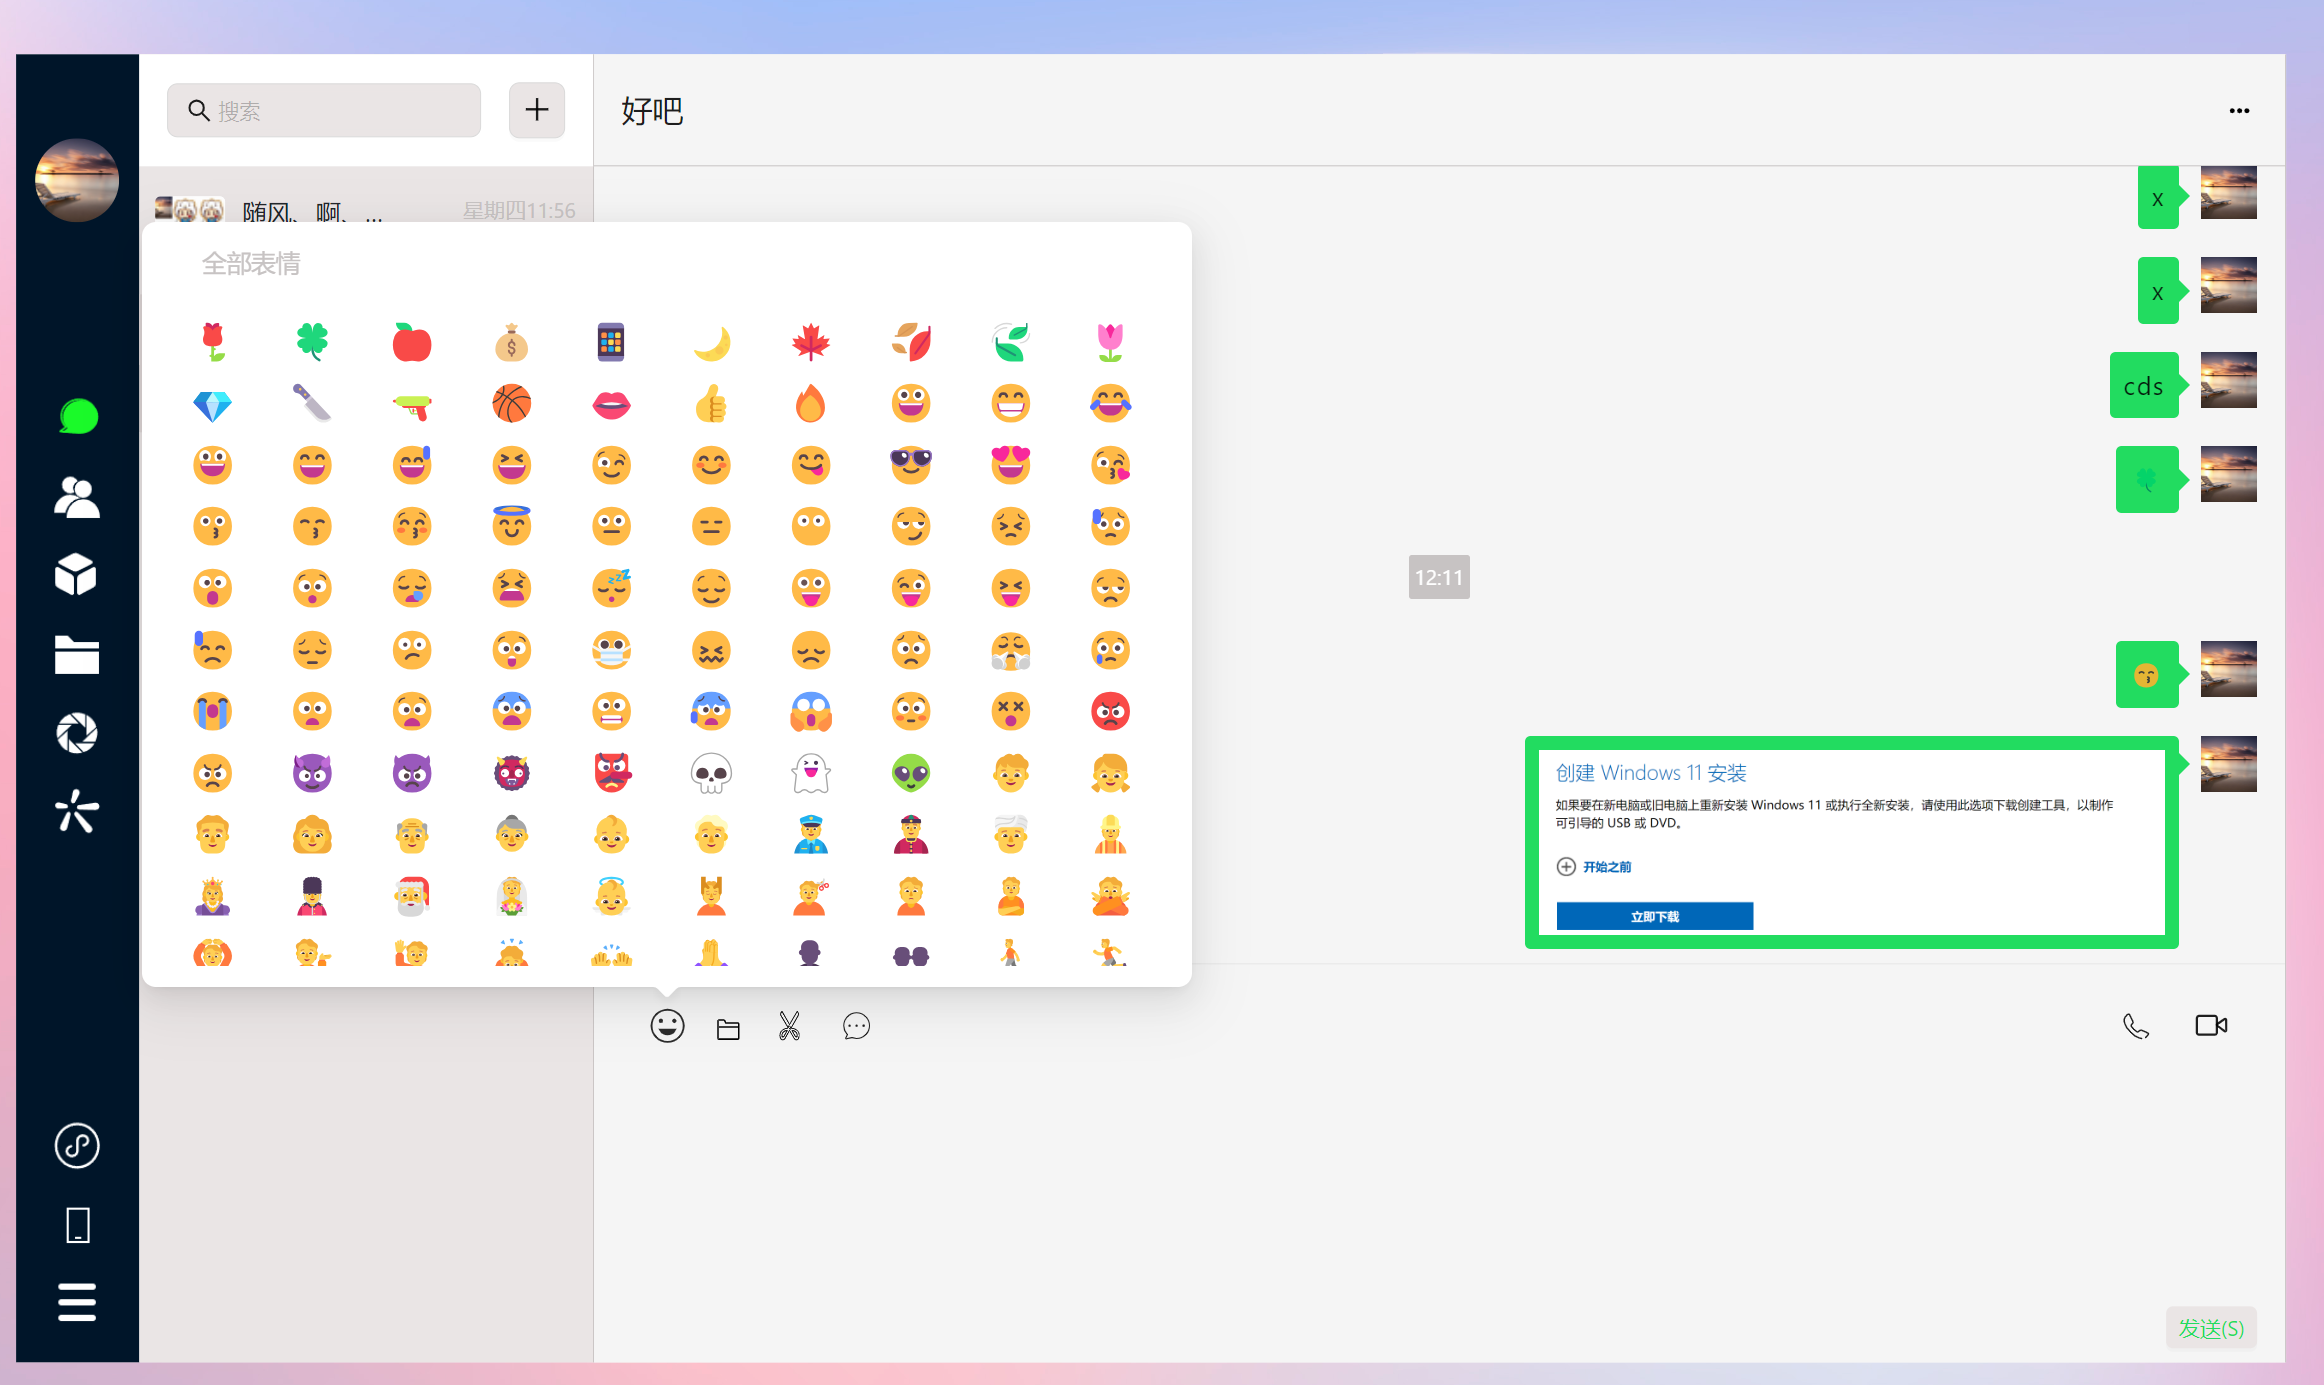 搜索
好吧
随风、啊、...
星期四11:56
全部表情
x
x
cds
12:11
创建 Windows 11 安装
如果要在新电脑或旧电脑上重新安装 Windows 11 或执行全新安装，请使用此选项下载创建工具，以制作
可引导的 USB 或 DVD。
开始之前
立即下载
发送(S)